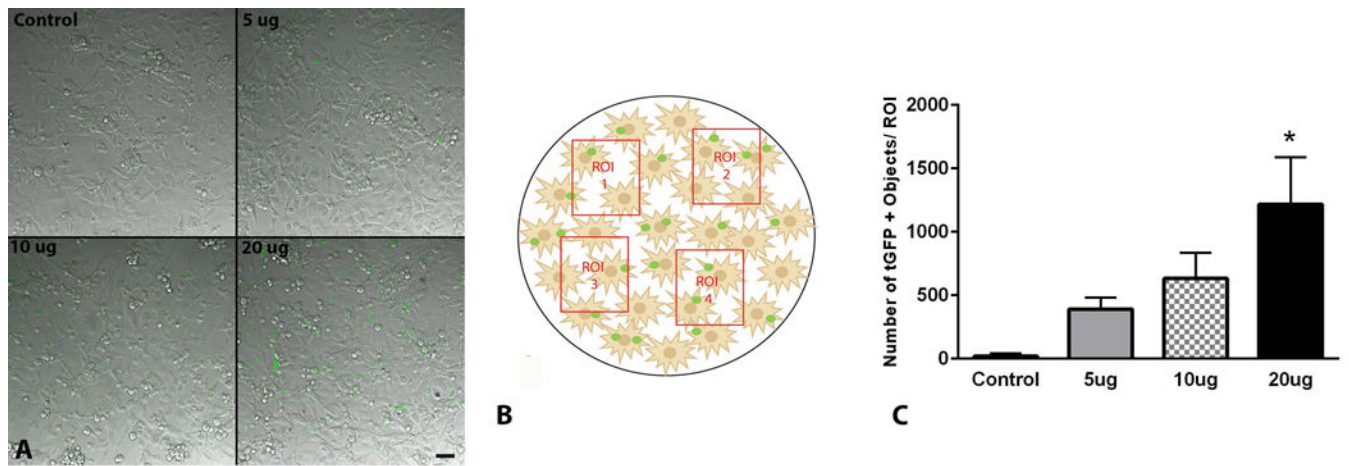 Control
5 ug
10 ug
20 ug
A
ROI
1
ROI
2
ROI
3
ROI
4
B
Number of tGFP + Objects/ ROI
2000
1500
1000
500
0
*
Control
5ug
10ug
20ug
C